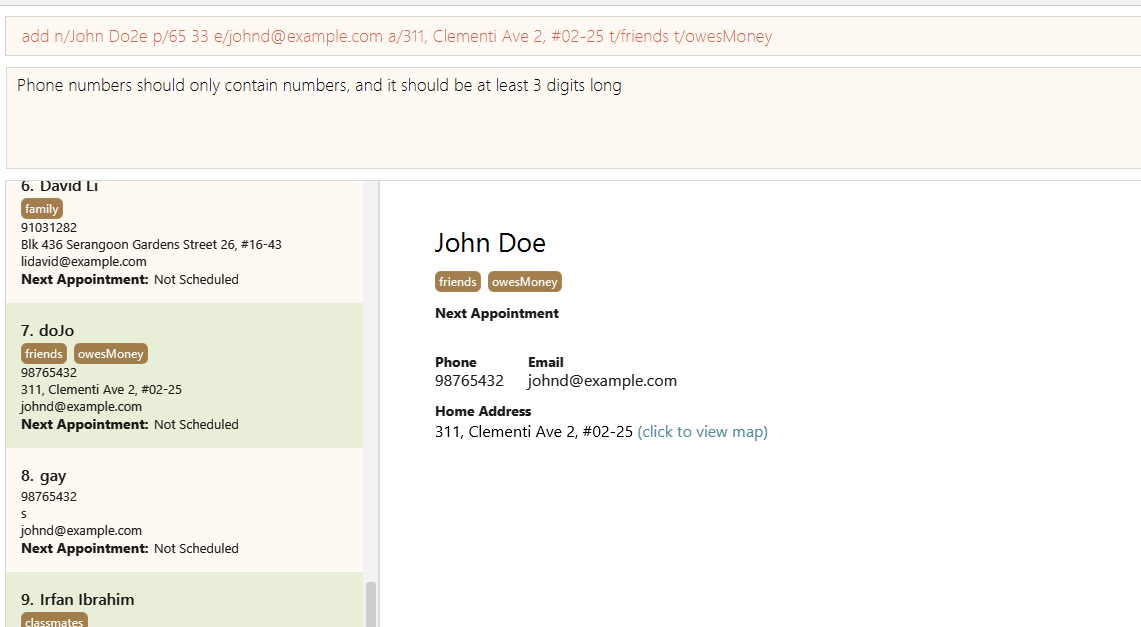 add n/John Do2e p/65 33 e/johnd@example.com a/311, Clementi Ave 2, #02-25 t/friends t/owesMoney
Phone numbers should only contain numbers, and it should be at least 3 digits long
6. David Li
family
91031282
Blk 436 Serangoon Gardens Street 26, #16-43
lidavid@example.com
Next Appointment: Not Scheduled
7. doJo
friends owesMoney
98765432
311, Clementi Ave 2, #02-25
johnd@example.com
Next Appointment: Not Scheduled
8. gay
98765432
s
johnd@example.com
Next Appointment: Not Scheduled
9. Irfan Ibrahim
classmates
John Doe
friends owesMoney
Next Appointment
Phone Email
98765432 johnd@example.com
Home Address
311, Clementi Ave 2, #02-25 (click to view map)